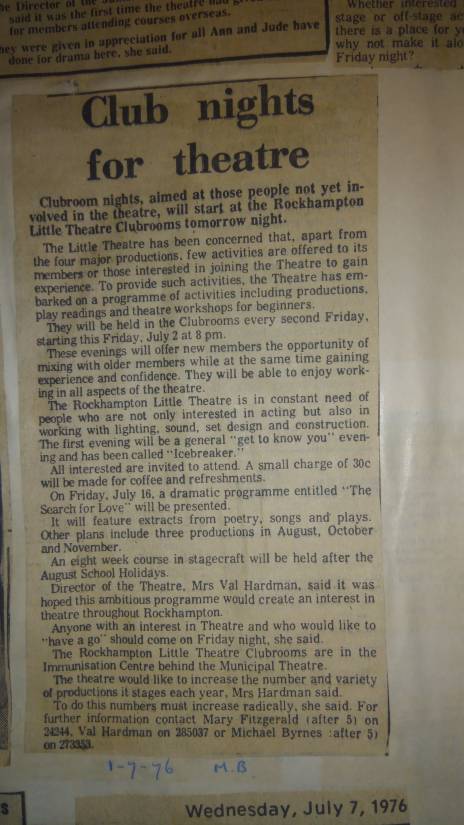 he Director of the
said it was the first time the theatre had
for members attending courses overseas.
hey were given in appreciation for all Ann and Jude have
done for drama here, she said.
Whether interested
stage or off-stage ac
there is a place for y
why not make it alo
Friday night?
Club nights
for theatre
Clubroom nights, aimed at those people not yet in-
volved in the theatre, will start at the Rockhampton
Little Theatre Clubrooms tomorrow night.
The Little Theatre has been concerned that, apart from
the four major productions, few activities are offered to its
members or those interested in joining the Theatre to gain
experience. To provide such activities, the Theatre has em-
barked on a programme of activities including productions,
play readings and theatre workshops for beginners.
They will be held in the Clubrooms every second Friday,
starting this Friday, July 2 at 8 pm.
These evenings will offer new members the opportunity of
mixing with older members while at the same time gaining
experience and confidence. They will be able to enjoy work-
ing in all aspects of the theatre.
The Rockhampton Little Theatre is in constant need of
people who are not only interested in acting but also in
working with lighting, sound, set design and construction.
The first evening will be a general "get to know you" even-
ing and has been called "Icebreaker."
All interested are invited to attend. A small charge of 30c
will be made for coffee and refreshments.
On Friday, July 16, a dramatic programme entitled "The
Search for Love" will be presented.
It will feature extracts from poetry, songs and plays.
Other plans include three productions in August, October
and November.
An eight week course in stagecraft will be held after the
August School Holidays.
Director of the Theatre, Mrs Val Hardman, said it was
hoped this ambitious programme would create an interest in
theatre throughout Rockhampton.
Anyone with an interest in Theatre and who would like to
"have a go" should come on Friday night, she said.
The Rockhampton Little Theatre Clubrooms are in the
Immunisation Centre behind the Municipal Theatre.
The theatre would like to increase the number and variety
of productions it stages each year, Mrs Hardman said.
To do this numbers must increase radically, she said. For
further information contact Mary Fitzgerald (after 5) on
24244, Val Hardman on 285037 or Michael Byrnes :after 5)
on 273353.
1-7-76 M.B
S
Wednesday, July 7, 1976